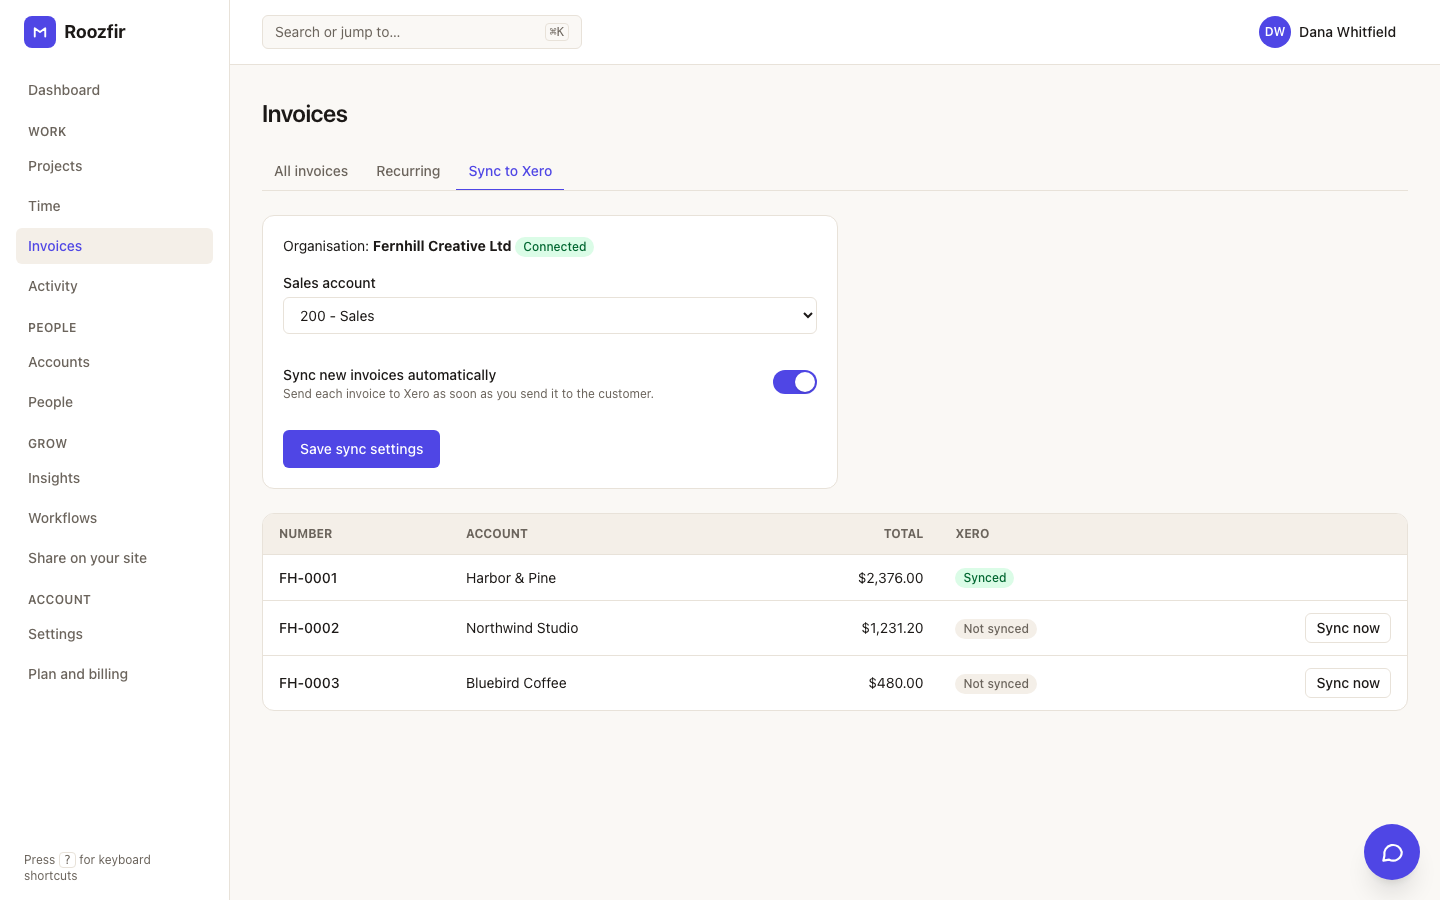 Roozfir
Search or jump to...
⌘K
DW
Dana Whitfield
Dashboard
WORK
Projects
Time
Invoices
Activity
PEOPLE
Accounts
People
GROW
Insights
Workflows
Share on your site
ACCOUNT
Settings
Plan and billing
Press ? for keyboard
shortcuts
Invoices
All invoices
Recurring
Sync to Xero
Organisation: Fernhill Creative Ltd Connected
Sales account
200 - Sales
Sync new invoices automatically
Send each invoice to Xero as soon as you send it to the customer.
Save sync settings
NUMBER ACCOUNT TOTAL XERO
FH-0001 Harbor & Pine $2,376.00 Synced
FH-0002 Northwind Studio $1,231.20 Not synced Sync now
FH-0003 Bluebird Coffee $480.00 Not synced Sync now